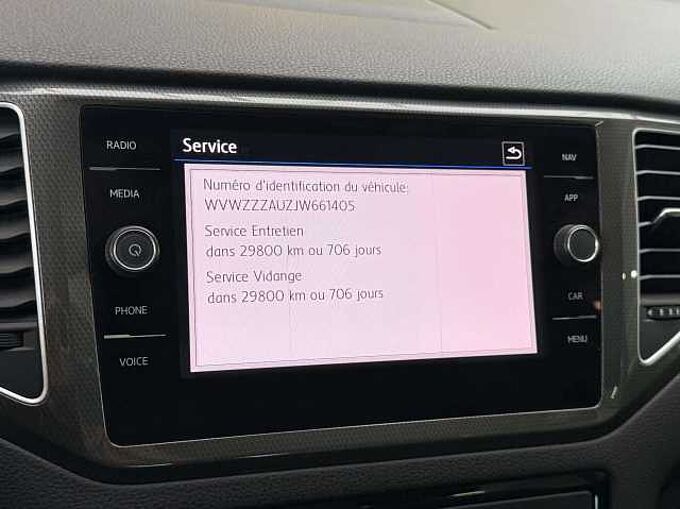 RADIO
MEDIA
PHONE
VOICE
Service
Numéro d'identification du véhicule:
WVWZZZAUZJW661405
Service Entretien
dans 29800 km ou 706 jours
Service Vidange
dans 29800 km ou 706 jours
NAV
APP
CAR
MENU